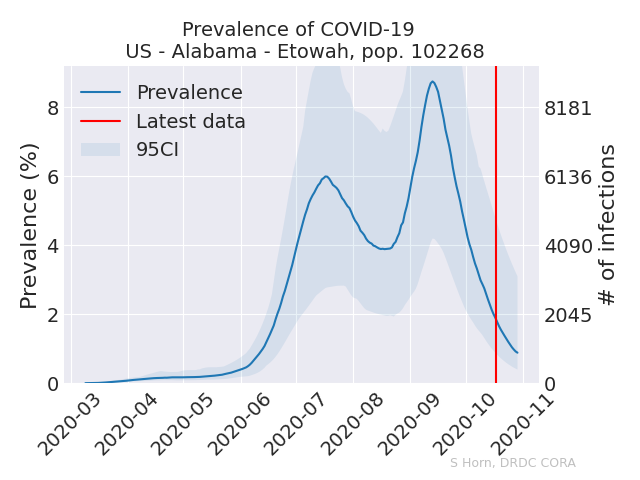 Prevalence of COVID-19
US - Alabama - Etowah, pop. 102268
Prevalence
Latest data
95CI
Prevalence (%)
8
6
4
2
0
8181
6136
4090
2045
0
# of infections
2020-03
2020-04
2020-05
2020-06
2020-07
2020-08
2020-09
2020-10
2020-11
S Horn, DRDC CORA